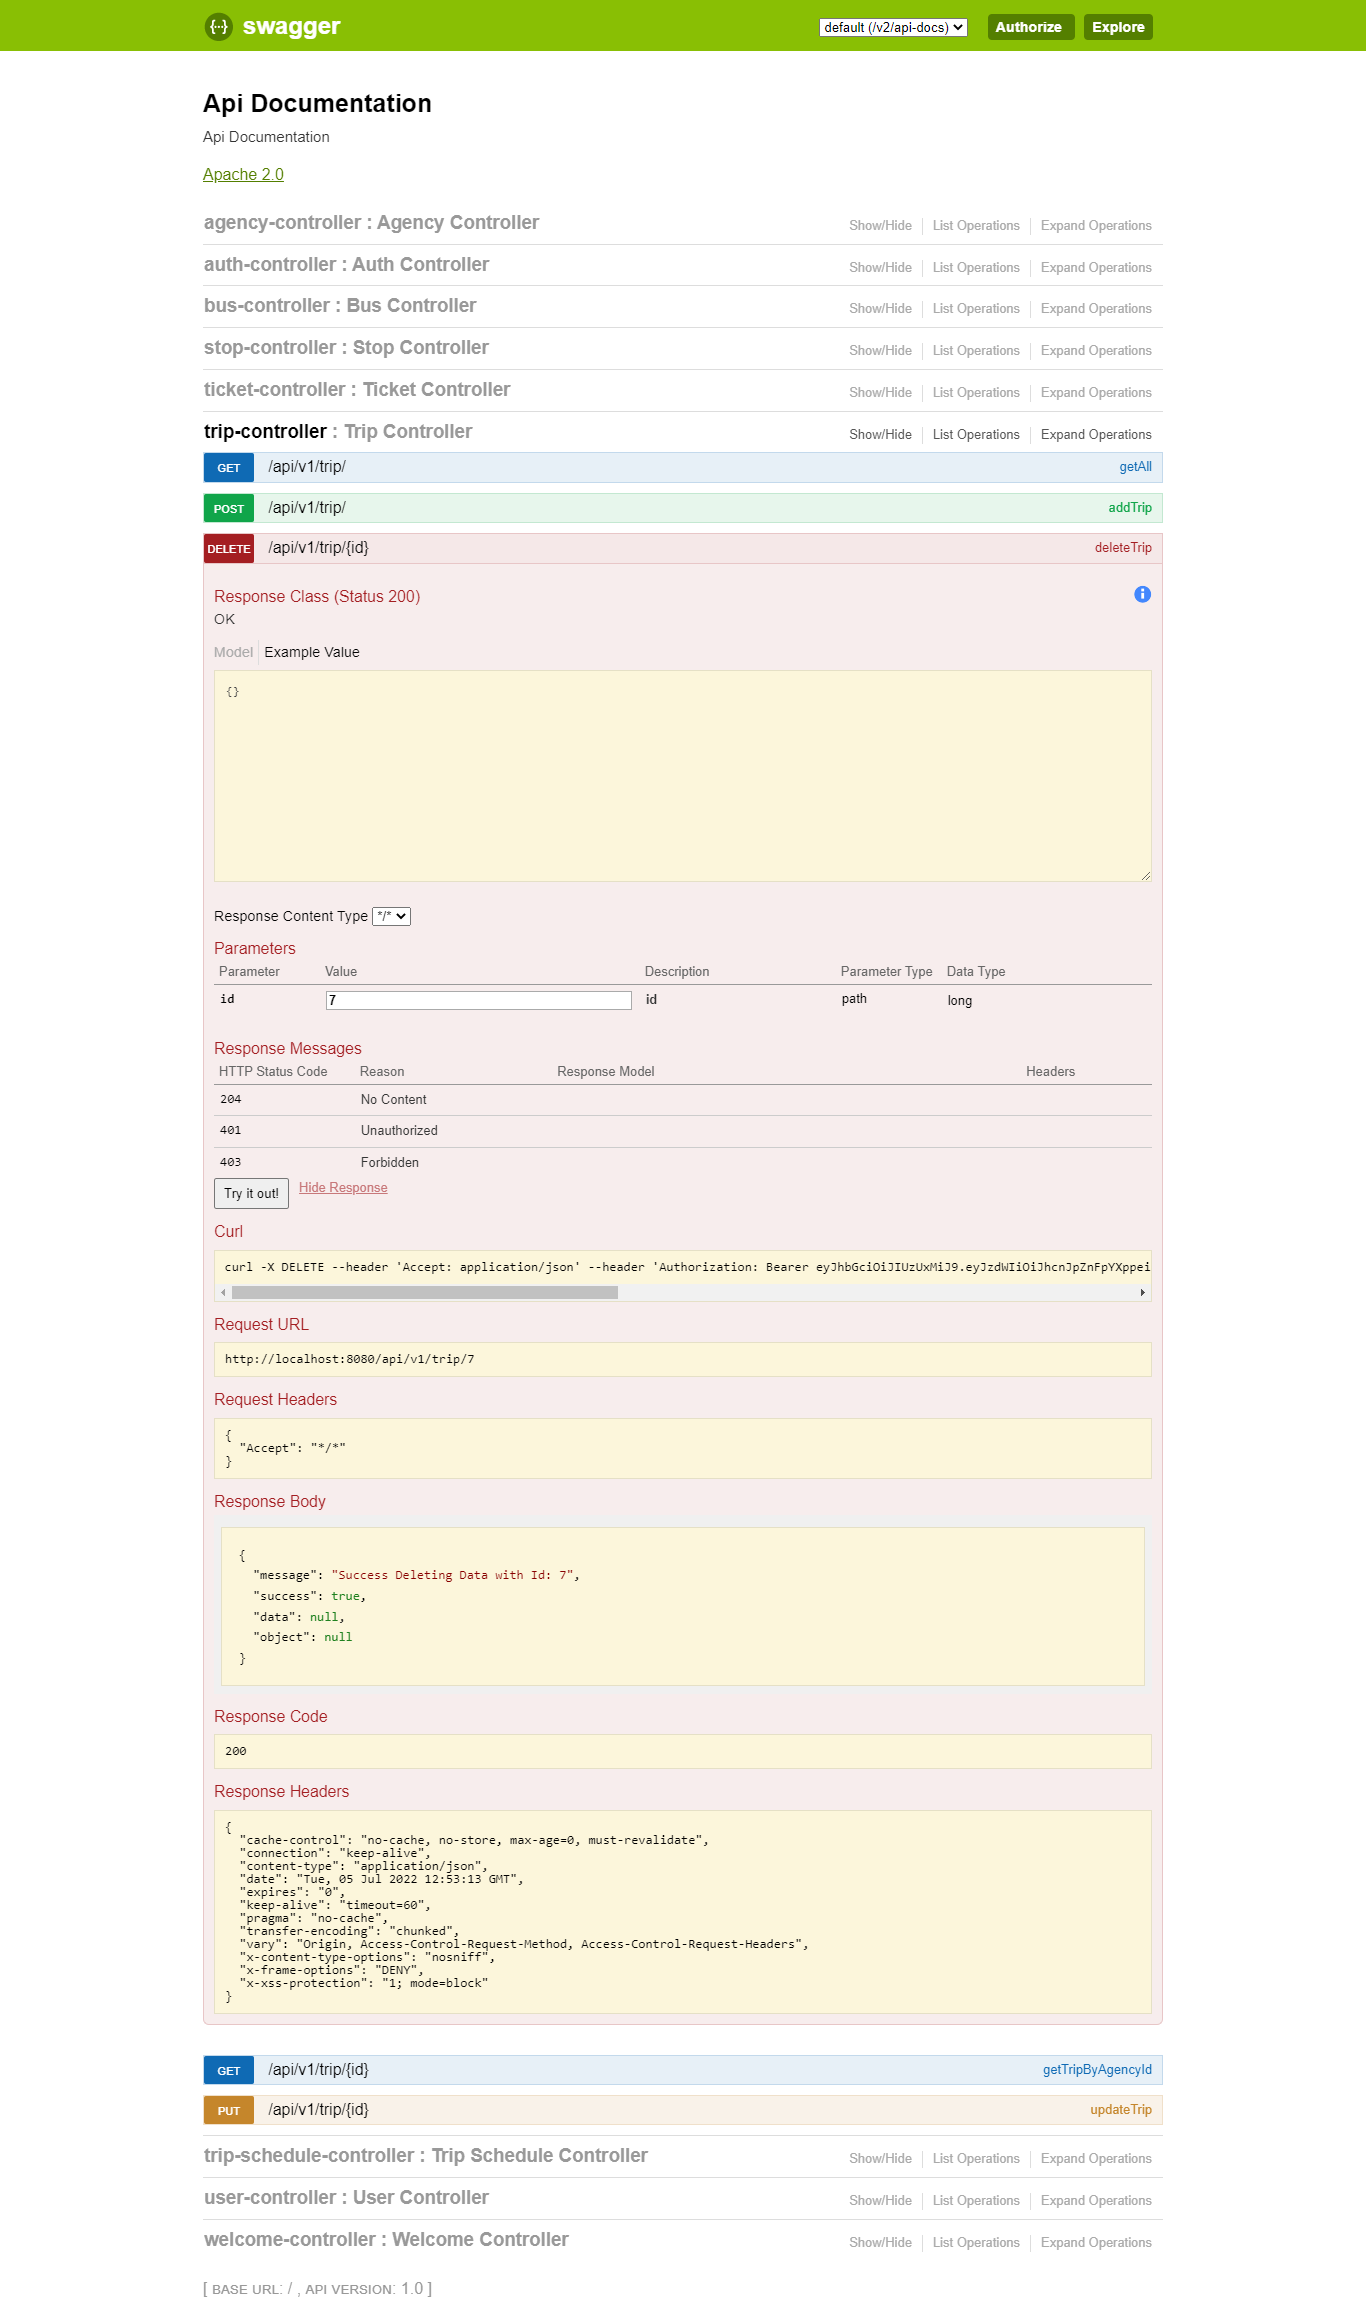 swagger
default (/v2/api-docs) Authorize Explore
Api Documentation
Api Documentation
Apache 2.0
agency-controller : Agency Controller Show/Hide List Operations Expand Operations
auth-controller : Auth Controller Show/Hide List Operations Expand Operations
bus-controller : Bus Controller Show/Hide List Operations Expand Operations
stop-controller : Stop Controller Show/Hide List Operations Expand Operations
ticket-controller : Ticket Controller Show/Hide List Operations Expand Operations
trip-controller : Trip Controller Show/Hide List Operations Expand Operations
GET /api/v1/trip/ getAll
POST /api/v1/trip/ addTrip
DELETE /api/v1/trip/{id} deleteTrip
Response Class (Status 200)
OK
Model Example Value
{}
Response Content Type */*
Parameters
Parameter Value Description Parameter Type Data Type
id 7 id path long
Response Messages
HTTP Status Code Reason Response Model Headers
204 No Content
401 Unauthorized
403 Forbidden
Try it out! Hide Response
Curl
curl -X DELETE --header 'Accept: application/json' --header 'Authorization: Bearer eyJhbGciOiJIUzUxMiJ9.eyJzdWIiOiJhcnJpZnFpYXppei
Request URL
http://localhost:8080/api/v1/trip/7
Request Headers
{
"Accept": "*/*"
}
Response Body
{
"message": "Success Deleting Data with Id: 7",
"success": true,
"data": null,
"object": null
}
Response Code
200
Response Headers
{
"cache-control": "no-cache, no-store, max-age=0, must-revalidate",
"connection": "keep-alive",
"content-type": "application/json",
"date": "Tue, 05 Jul 2022 12:53:13 GMT",
"expires": "0",
"keep-alive": "timeout=60",
"pragma": "no-cache",
"transfer-encoding": "chunked",
"vary": "Origin, Access-Control-Request-Method, Access-Control-Request-Headers",
"x-content-type-options": "nosniff",
"x-frame-options": "DENY",
"x-xss-protection": "1; mode=block"
}
GET /api/v1/trip/{id} getTripByAgencyId
PUT /api/v1/trip/{id} updateTrip
trip-schedule-controller : Trip Schedule Controller Show/Hide List Operations Expand Operations
user-controller : User Controller Show/Hide List Operations Expand Operations
welcome-controller : Welcome Controller Show/Hide List Operations Expand Operations
[ BASE URL: / , API VERSION: 1.0 ]